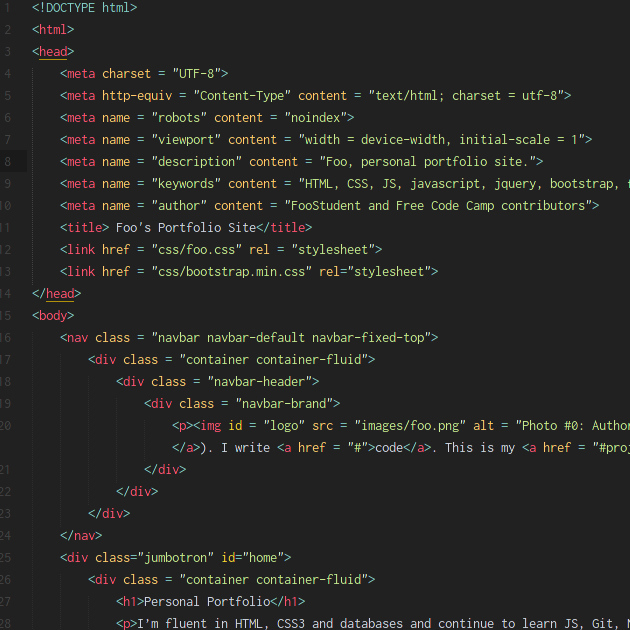 1 <!DOCTYPE html>
2 <html>
3 <head>
4 <meta charset = "UTF-8">
5 <meta http-equiv = "Content-Type" content = "text/html; charset = utf-8">
6 <meta name = "robots" content = "noindex">
7 <meta name = "viewport" content = "width = device-width, initial-scale = 1">
8 <meta name = "description" content = "Foo, personal portfolio site.">
9 <meta name = "keywords" content = "HTML, CSS, JS, javascript, jquery, bootstrap,
10 <meta name = "author" content = "FooStudent and Free Code Camp contributors">
11 <title> Foo's Portfolio Site</title>
12 <link href = "css/foo.css" rel = "stylesheet">
13 <link href = "css/bootstrap.min.css" rel="stylesheet">
14 </head>
15 <body>
16 <nav class = "navbar navbar-default navbar-fixed-top">
17 <div class = "container container-fluid">
18 <div class = "navbar-header">
19 <div class = "navbar-brand">
20 <p><img id = "logo" src = "images/foo.png" alt = "Photo #0: Author
</a>). I write <a href = "#">code</a>. This is my <a href = "#proj
21 </div>
22 </div>
23 </div>
24 </nav>
25 <div class="jumbotron" id="home">
26 <div class = "container container-fluid">
27 <h1>Personal Portfolio</h1>
28 <p>I'm fluent in HTML, CSS3 and databases and continue to learn JS, Git,